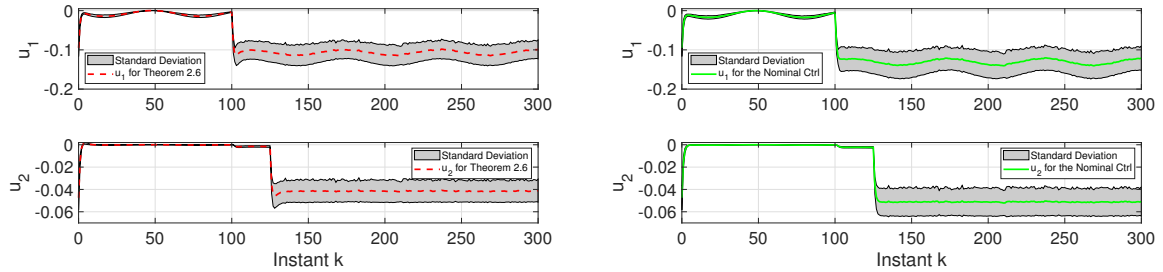 0
-0.1
-0.2
u1
Standard Deviation
u1 for Theorem 2.6
0 50 100 150 200 250 300
0
-0.02
-0.04
-0.06
u2
Standard Deviation
u2 for Theorem 2.6
0 50 100 150 200 250 300
Instant k
0
-0.1
-0.2
u1
Standard Deviation
u1 for the Nominal Ctrl
0 50 100 150 200 250 300
0
-0.02
-0.04
-0.06
u2
Standard Deviation
u2 for the Nominal Ctrl
0 50 100 150 200 250 300
Instant k